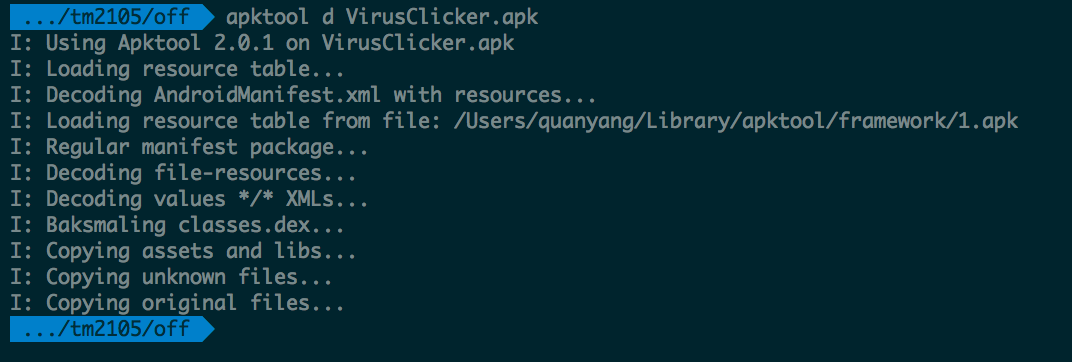 .../tm2105/off apktool d VirusClicker.apk
I: Using Apktool 2.0.1 on VirusClicker.apk
I: Loading resource table...
I: Decoding AndroidManifest.xml with resources...
I: Loading resource table from file: /Users/quanyang/Library/apktool/framework/1.apk
I: Regular manifest package...
I: Decoding file-resources...
I: Decoding values */* XMLs...
I: Baksmaling classes.dex...
I: Copying assets and libs...
I: Copying unknown files...
I: Copying original files...
.../tm2105/off